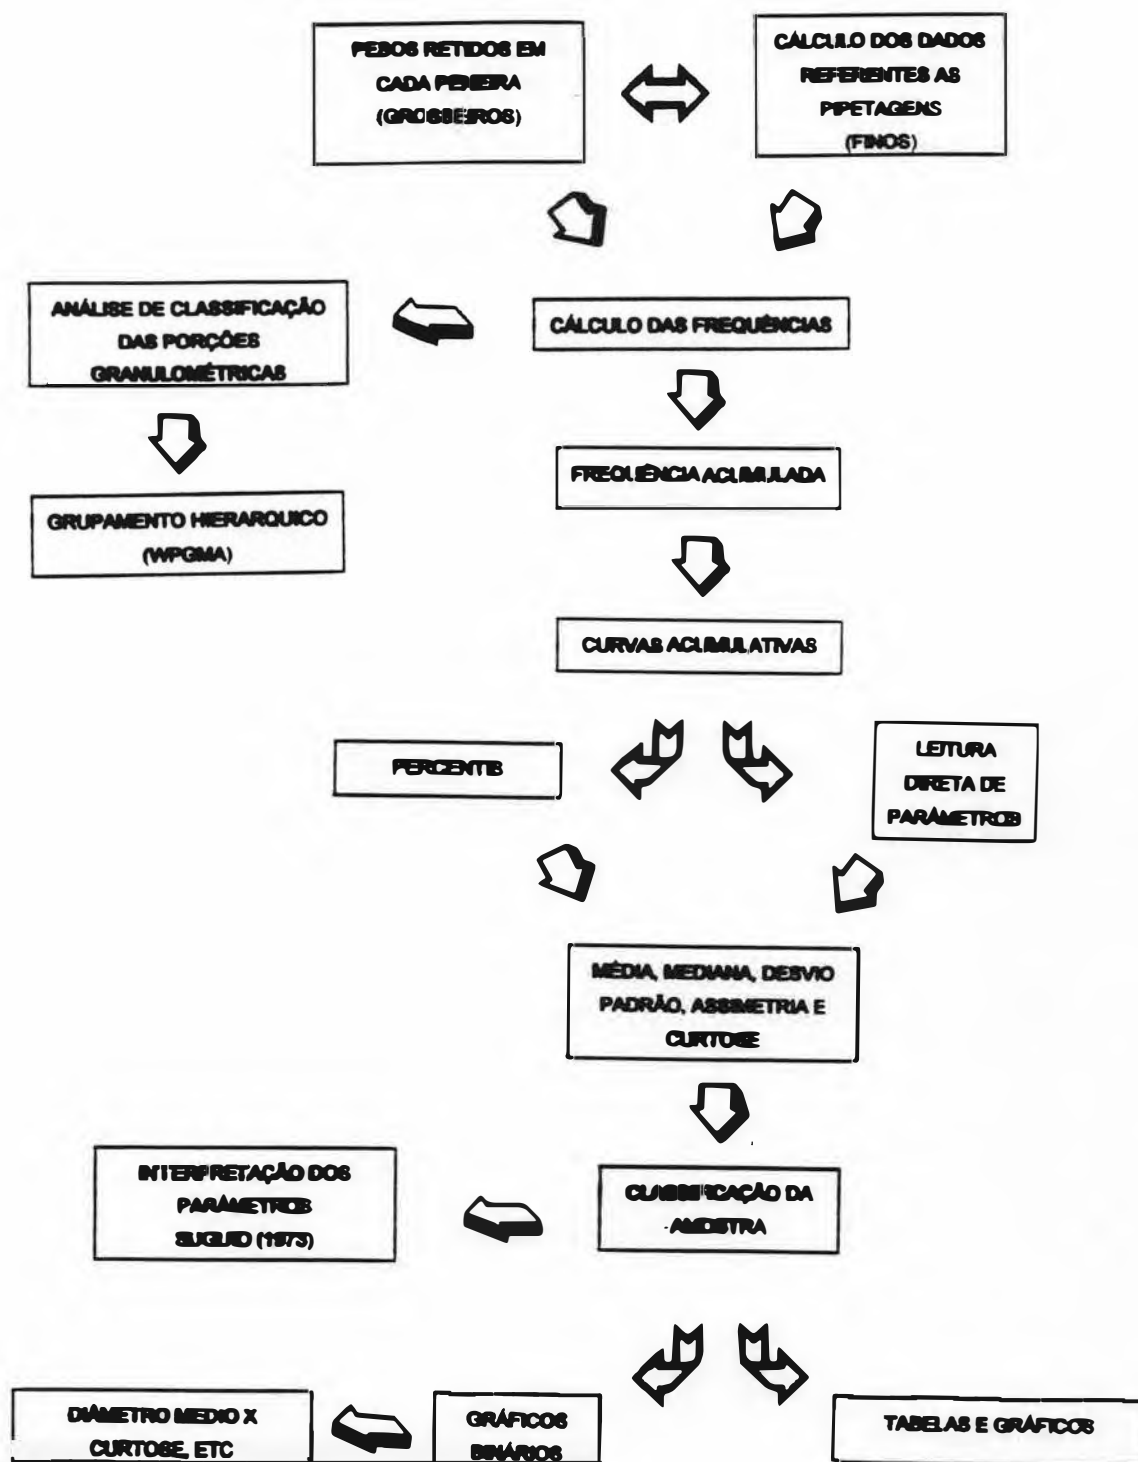 PESOS RETIDOS EM
CADA PENEIRA
(GROSSEIROS)
CÁLCULO DOS DADOS
REFERENTES AS
PIPETAGENS
(FINOS)
ANÁLISE DE CLASSIFICAÇÃO
DAS PORÇÕES
GRANULOMÉTRICAS
CÁLCULO DAS FREQUÊNCIAS
FREQUÊNCIA ACUMULADA
GRUPAMENTO HIERARQUICO
(WPGMA)
CURVAS ACUMULATIVAS
PERCENTIS
LEITURA
DIRETA DE
PARÂMETROS
MÉDIA, MEDIANA, DESVIO
PADRÃO, ASSIMETRIA E
CURTOSE
INTERPRETAÇÃO DOS
PARÂMETROS
SUGUIO (1973)
CLASSIFICAÇÃO DA
AMOSTRA
DIÂMETRO MEDIO X
CURTOSE, ETC
GRÁFICOS
BINÁRIOS
TABELAS E GRÁFICOS